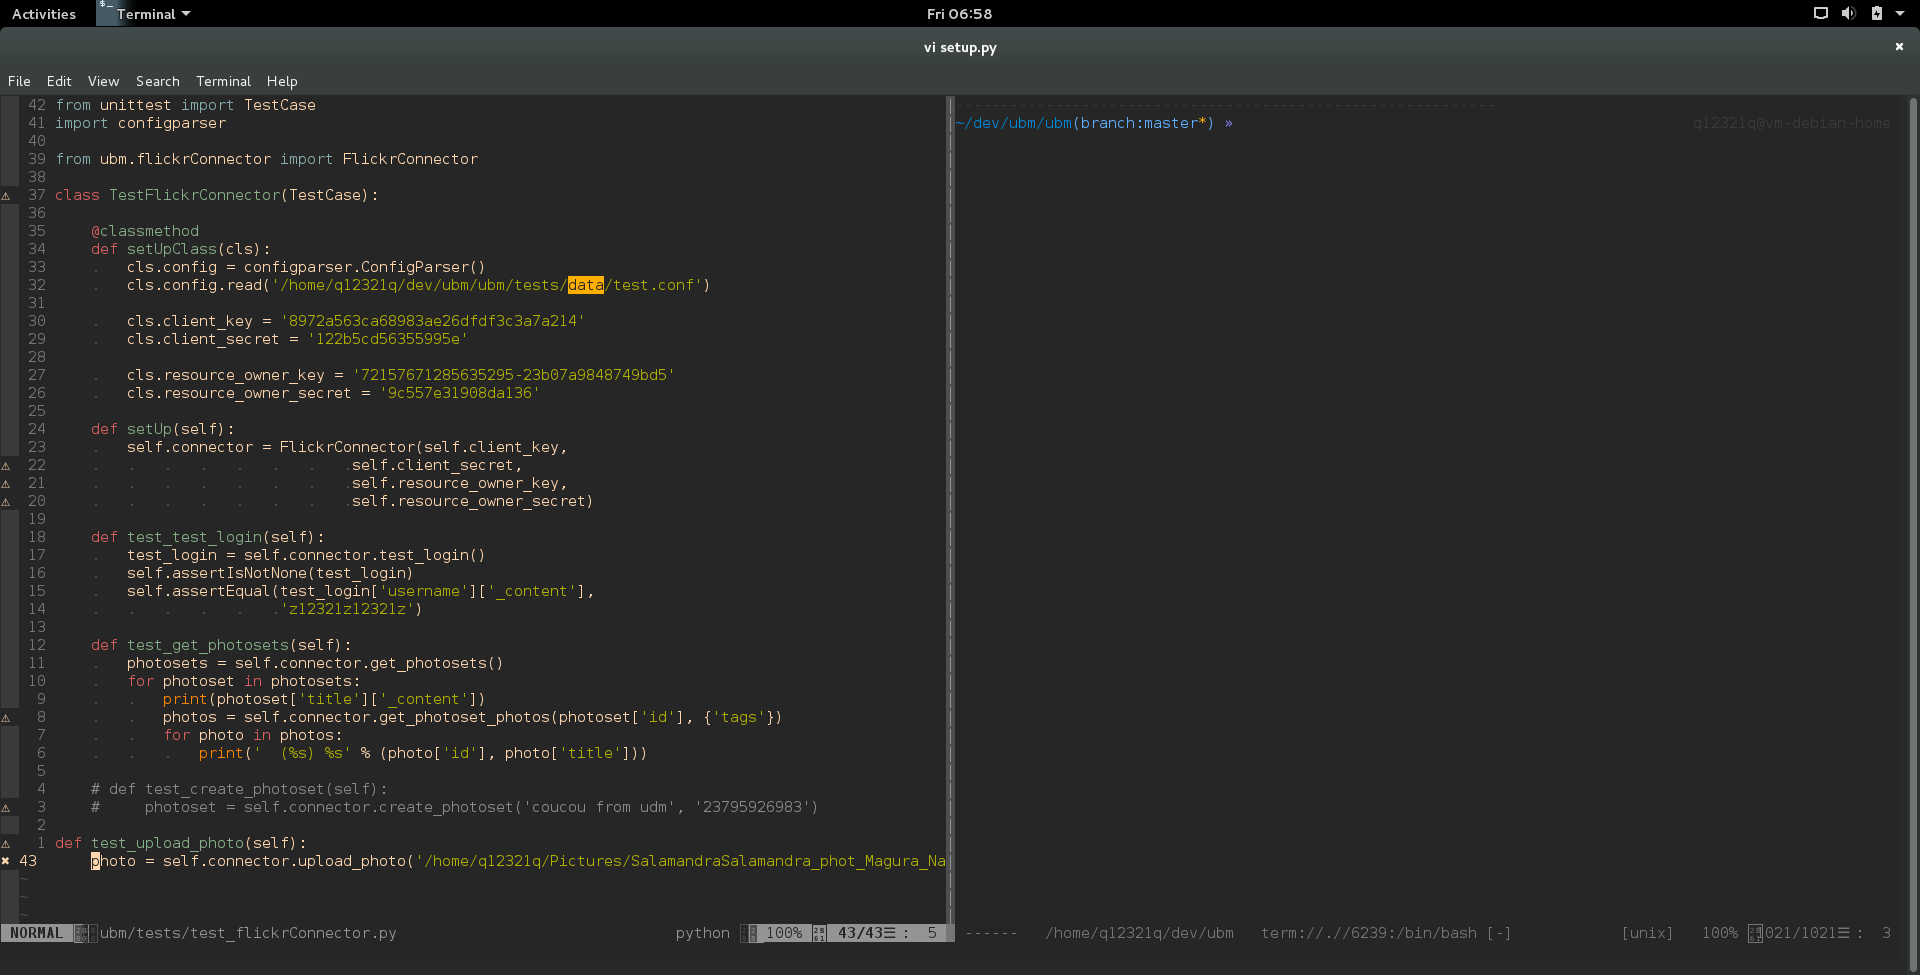 Activities Terminal Fri 06:58
vi setup.py
File Edit View Search Terminal Help
42 from unittest import TestCase
41 import configparser
40
39 from ubm.flickrConnector import FlickrConnector
38
37 class TestFlickrConnector(TestCase):
36
35     @classmethod
34     def setUpClass(cls):
33         cls.config = configparser.ConfigParser()
32         cls.config.read('/home/q12321q/dev/ubm/ubm/tests/data/test.conf')
31
30         cls.client_key = '8972a563ca68983ae26dfdf3c3a7a214'
29         cls.client_secret = '122b5cd56355995e'
28
27         cls.resource_owner_key = '72157671285635295-23b07a9848749bd5'
26         cls.resource_owner_secret = '9c557e31908da136'
25
24     def setUp(self):
23         self.connector = FlickrConnector(self.client_key,
22                                  self.client_secret,
21                                  self.resource_owner_key,
20                                  self.resource_owner_secret)
19
18     def test_test_login(self):
17         test_login = self.connector.test_login()
16         self.assertIsNotNone(test_login)
15         self.assertEqual(test_login['username']['_content'],
14                          'z12321z12321z')
13
12     def test_get_photosets(self):
11         photosets = self.connector.get_photosets()
10         for photoset in photosets:
9             print(photoset['title']['_content'])
8             photos = self.connector.get_photoset_photos(photoset['id'], {'tags'})
7             for photo in photos:
6                 print('  (%s) %s' % (photo['id'], photo['title']))
5
4     # def test_create_photoset(self):
3     #     photoset = self.connector.create_photoset('coucou from udm', '23795926983')
2
1 def test_upload_photo(self):
43     photo = self.connector.upload_photo('/home/q12321q/Pictures/SalamandraSalamandra_phot_Magura_Na
~
~
~
NORMAL ubm/tests/test_flickrConnector.py python 100% 43/43☰ : 5
~/dev/ubm/ubm(branch:master*) » q12321q@vm-debian-home
------ /home/q12321q/dev/ubm term://.//6239:/bin/bash [-] [unix] 100% 1021/1021☰ : 3